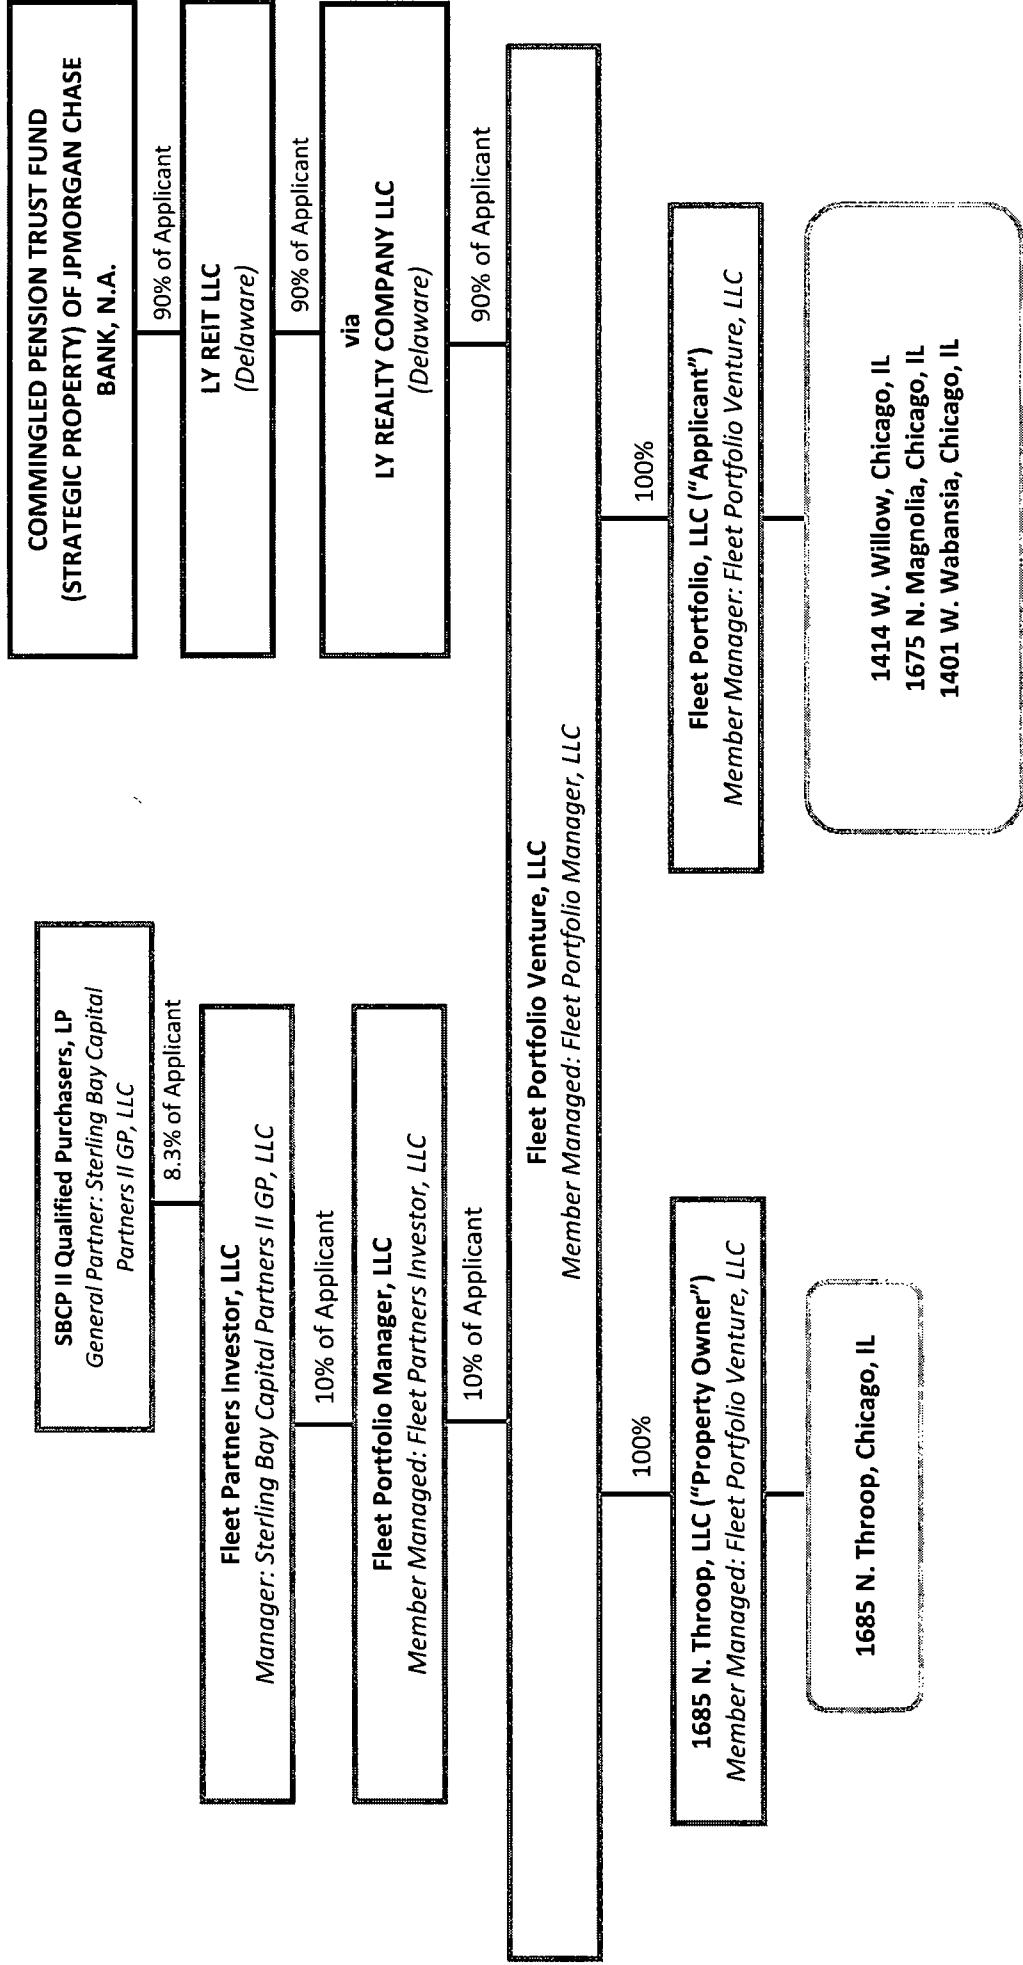 SBCP II Qualified Purchasers, LP
General Partner: Sterling Bay Capital
Partners II GP, LLC
8.3% of Applicant
Fleet Partners Investor, LLC
Manager: Sterling Bay Capital Partners II GP, LLC
10% of Applicant
Fleet Portfolio Manager, LLC
Member Managed: Fleet Partners Investor, LLC
10% of Applicant
COMMINGLED PENSION TRUST FUND
(STRATEGIC PROPERTY) OF JPMORGAN CHASE
BANK, N.A.
90% of Applicant
LY REIT LLC
(Delaware)
90% of Applicant
via
LY REALTY COMPANY LLC
(Delaware)
90% of Applicant
Fleet Portfolio Venture, LLC
Member Managed: Fleet Portfolio Manager, LLC
100%
1685 N. Throop, LLC (“Property Owner”)
Member Managed: Fleet Portfolio Venture, LLC
1685 N. Throop, Chicago, IL
100%
Fleet Portfolio, LLC (“Applicant”)
Member Manager: Fleet Portfolio Venture, LLC
1414 W. Willow, Chicago, IL
1675 N. Magnolia, Chicago, IL
1401 W. Wabansia, Chicago, IL